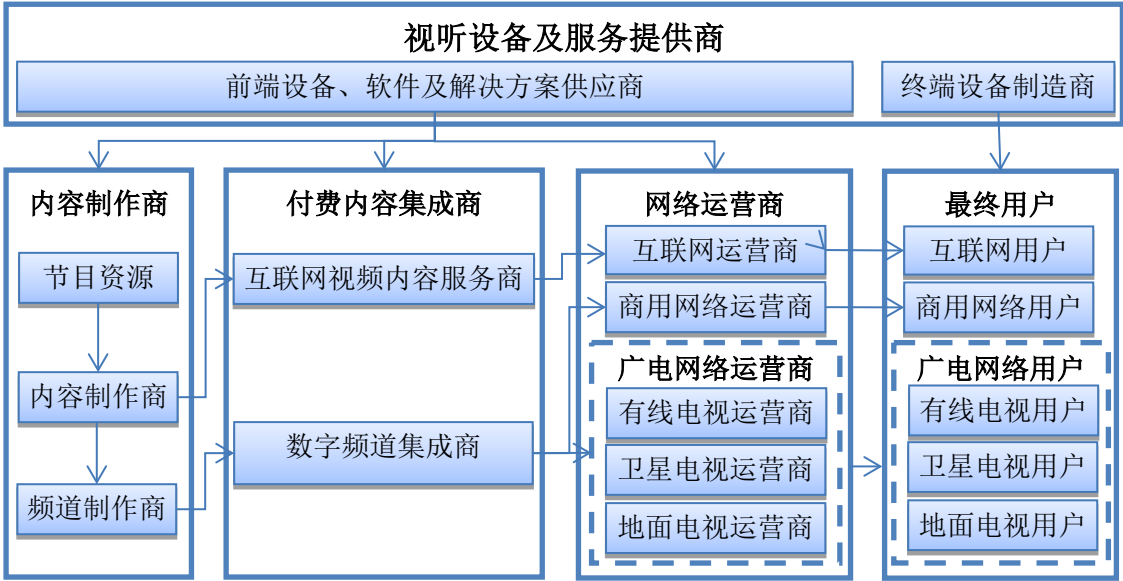 视听设备及服务提供商
前端设备、软件及解决方案供应商
终端设备制造商
内容制作商
节目资源
内容制作商
频道制作商
付费内容集成商
互联网视频内容服务商
数字频道集成商
网络运营商
互联网运营商
商用网络运营商
广电网络运营商
有线电视运营商
卫星电视运营商
地面电视运营商
最终用户
互联网用户
商用网络用户
广电网络用户
有线电视用户
卫星电视用户
地面电视用户